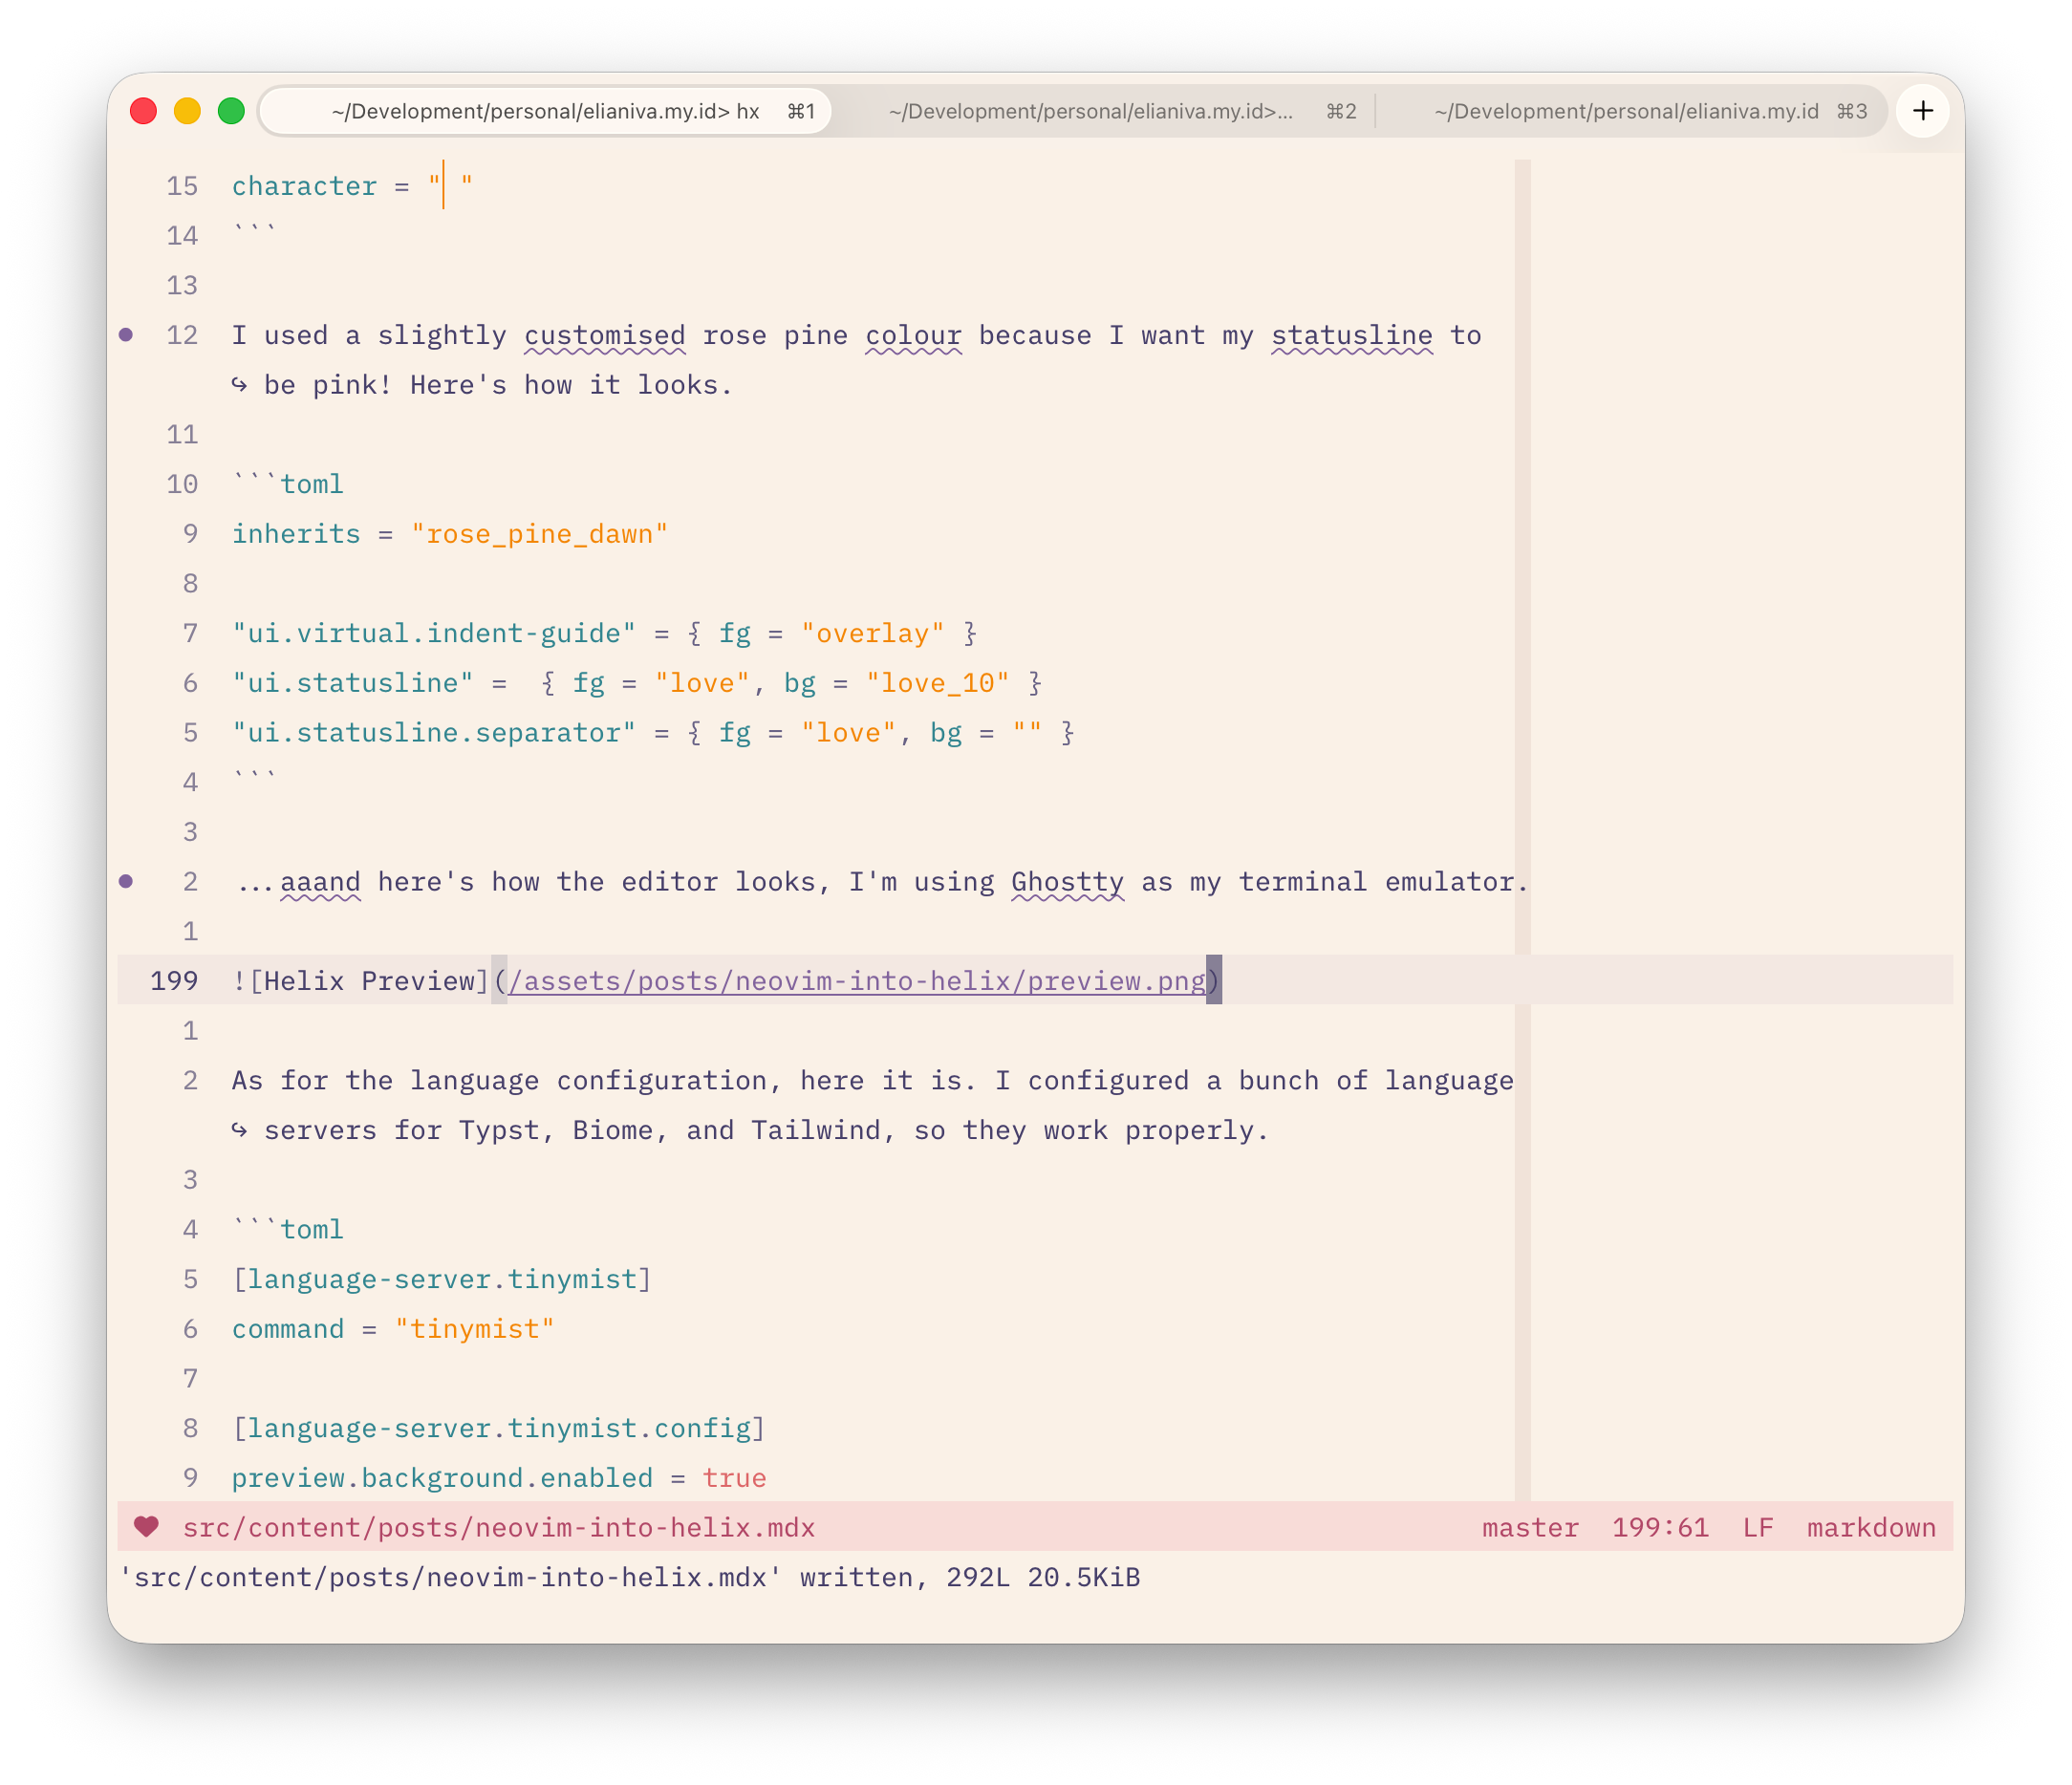 ~/Development/personal/elianiva.my.id> hx ⌘1 ~/Development/personal/elianiva.my.id>... ⌘2 ~/Development/personal/elianiva.my.id ⌘3 +
15 character = "▏ "
14 ```
13
● 12 I used a slightly customised rose pine colour because I want my statusline to
↪ be pink! Here's how it looks.
11
10 ```toml
9 inherits = "rose_pine_dawn"
8
7 "ui.virtual.indent-guide" = { fg = "overlay" }
6 "ui.statusline" =  { fg = "love", bg = "love_10" }
5 "ui.statusline.separator" = { fg = "love", bg = "" }
4 ```
3
● 2 ...aaand here's how the editor looks, I'm using Ghostty as my terminal emulator.
1
199 ![Helix Preview](/assets/posts/neovim-into-helix/preview.png)
1
2 As for the language configuration, here it is. I configured a bunch of language
↪ servers for Typst, Biome, and Tailwind, so they work properly.
3
4 ```toml
5 [language-server.tinymist]
6 command = "tinymist"
7
8 [language-server.tinymist.config]
9 preview.background.enabled = true
♥ src/content/posts/neovim-into-helix.mdx master 199:61 LF markdown
'src/content/posts/neovim-into-helix.mdx' written, 292L 20.5KiB